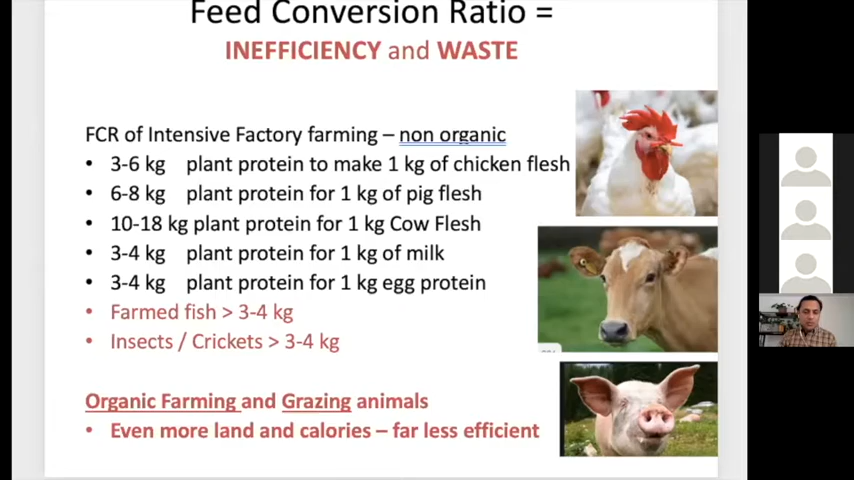 Feed Conversion Ratio =
INEFFICIENCY and WASTE
FCR of Intensive Factory farming – non organic
• 3-6 kg plant protein to make 1 kg of chicken flesh
• 6-8 kg plant protein for 1 kg of pig flesh
• 10-18 kg plant protein for 1 kg Cow Flesh
• 3-4 kg plant protein for 1 kg of milk
• 3-4 kg plant protein for 1 kg egg protein
• Farmed fish > 3-4 kg
• Insects / Crickets > 3-4 kg
Organic Farming and Grazing animals
• Even more land and calories – far less efficient